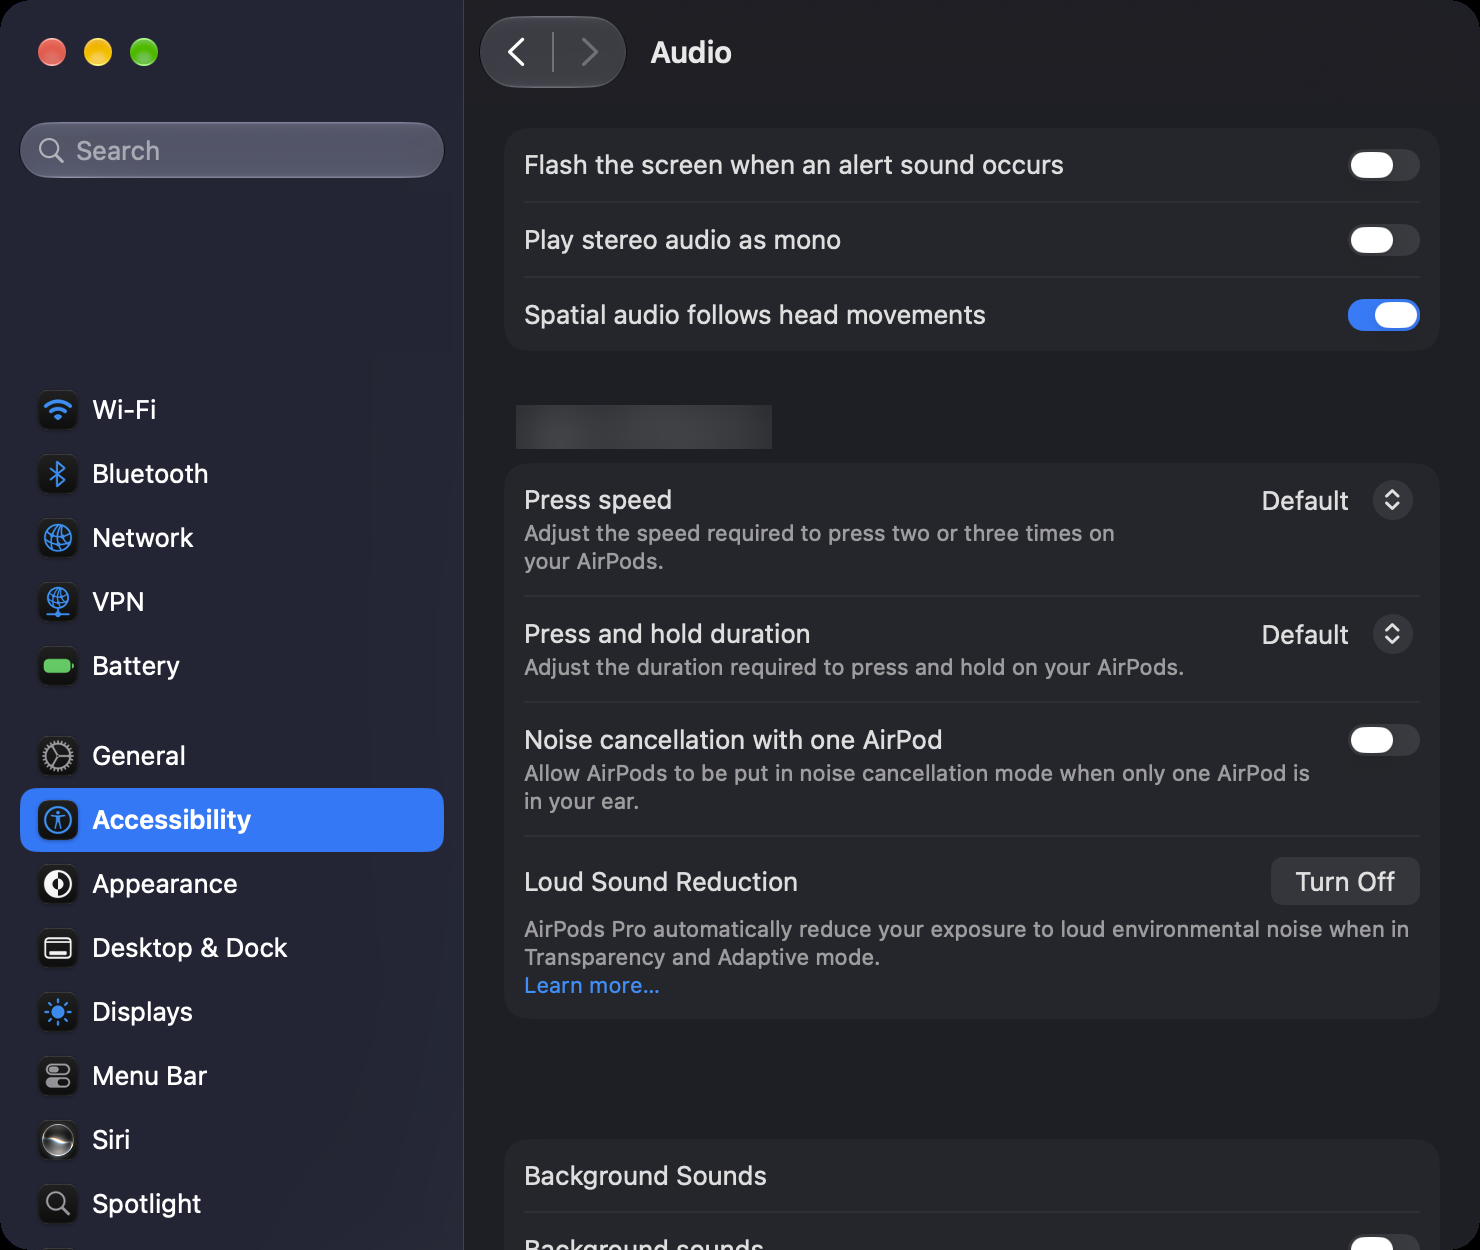 Search
Wi-Fi
Bluetooth
Network
VPN
Battery
General
Accessibility
Appearance
Desktop & Dock
Displays
Menu Bar
Siri
Spotlight
Audio
Flash the screen when an alert sound occurs
Play stereo audio as mono
Spatial audio follows head movements
Press speed
Default
Adjust the speed required to press two or three times on
your AirPods.
Press and hold duration
Default
Adjust the duration required to press and hold on your AirPods.
Noise cancellation with one AirPod
Allow AirPods to be put in noise cancellation mode when only one AirPod is
in your ear.
Loud Sound Reduction
Turn Off
AirPods Pro automatically reduce your exposure to loud environmental noise when in
Transparency and Adaptive mode.
Learn more...
Background Sounds
Background sounds